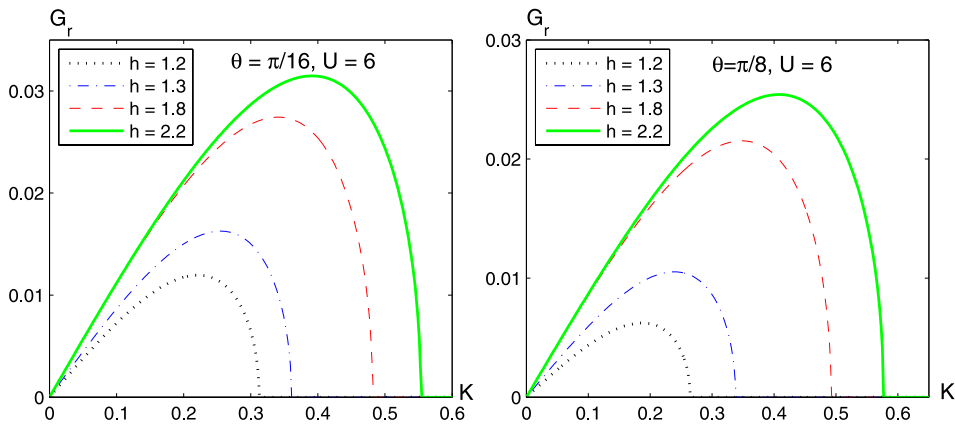 G_r
θ = π/16, U = 6
h = 1.2
h = 1.3
h = 1.8
h = 2.2
0.03
0.02
0.01
0
0 0.1 0.2 0.3 0.4 0.5 0.6
K
G_r
θ=π/8, U = 6
h = 1.2
h = 1.3
h = 1.8
h = 2.2
0.03
0.02
0.01
0
0 0.1 0.2 0.3 0.4 0.5 0.6
K